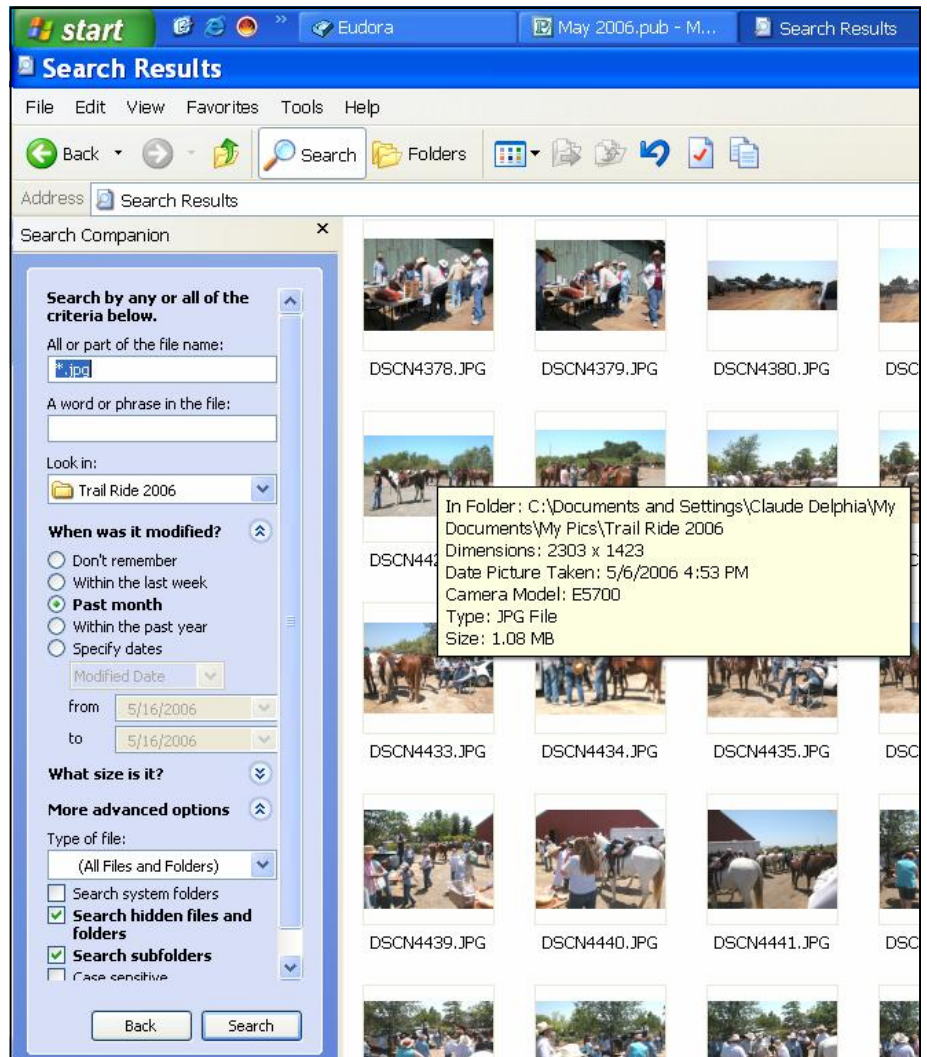 start
Eudora
May 2006.pub - M...
Search Results
Search Results
File Edit View Favorites Tools Help
Back
Search
Folders
Address Search Results
Search Companion
Search by any or all of the
criteria below.
All or part of the file name:
*.jpg
A word or phrase in the file:
Look in:
Trail Ride 2006
When was it modified?
Don't remember
Within the last week
Past month
Within the past year
Specify dates
Modified Date
from 5/16/2006
to 5/16/2006
What size is it?
More advanced options
Type of file:
(All Files and Folders)
Search system folders
Search hidden files and
folders
Search subfolders
Case sensitive
Back Search
DSCN4378.JPG DSCN4379.JPG DSCN4380.JPG DSC
In Folder: C:\Documents and Settings\Claude Delphia\My
Documents\My Pics\Trail Ride 2006
Dimensions: 2303 x 1423
Date Picture Taken: 5/6/2006 4:53 PM
Camera Model: E5700
Type: JPG File
Size: 1.08 MB
DSCN4433.JPG DSCN4434.JPG DSCN4435.JPG DSC
DSCN4439.JPG DSCN4440.JPG DSCN4441.JPG DSC